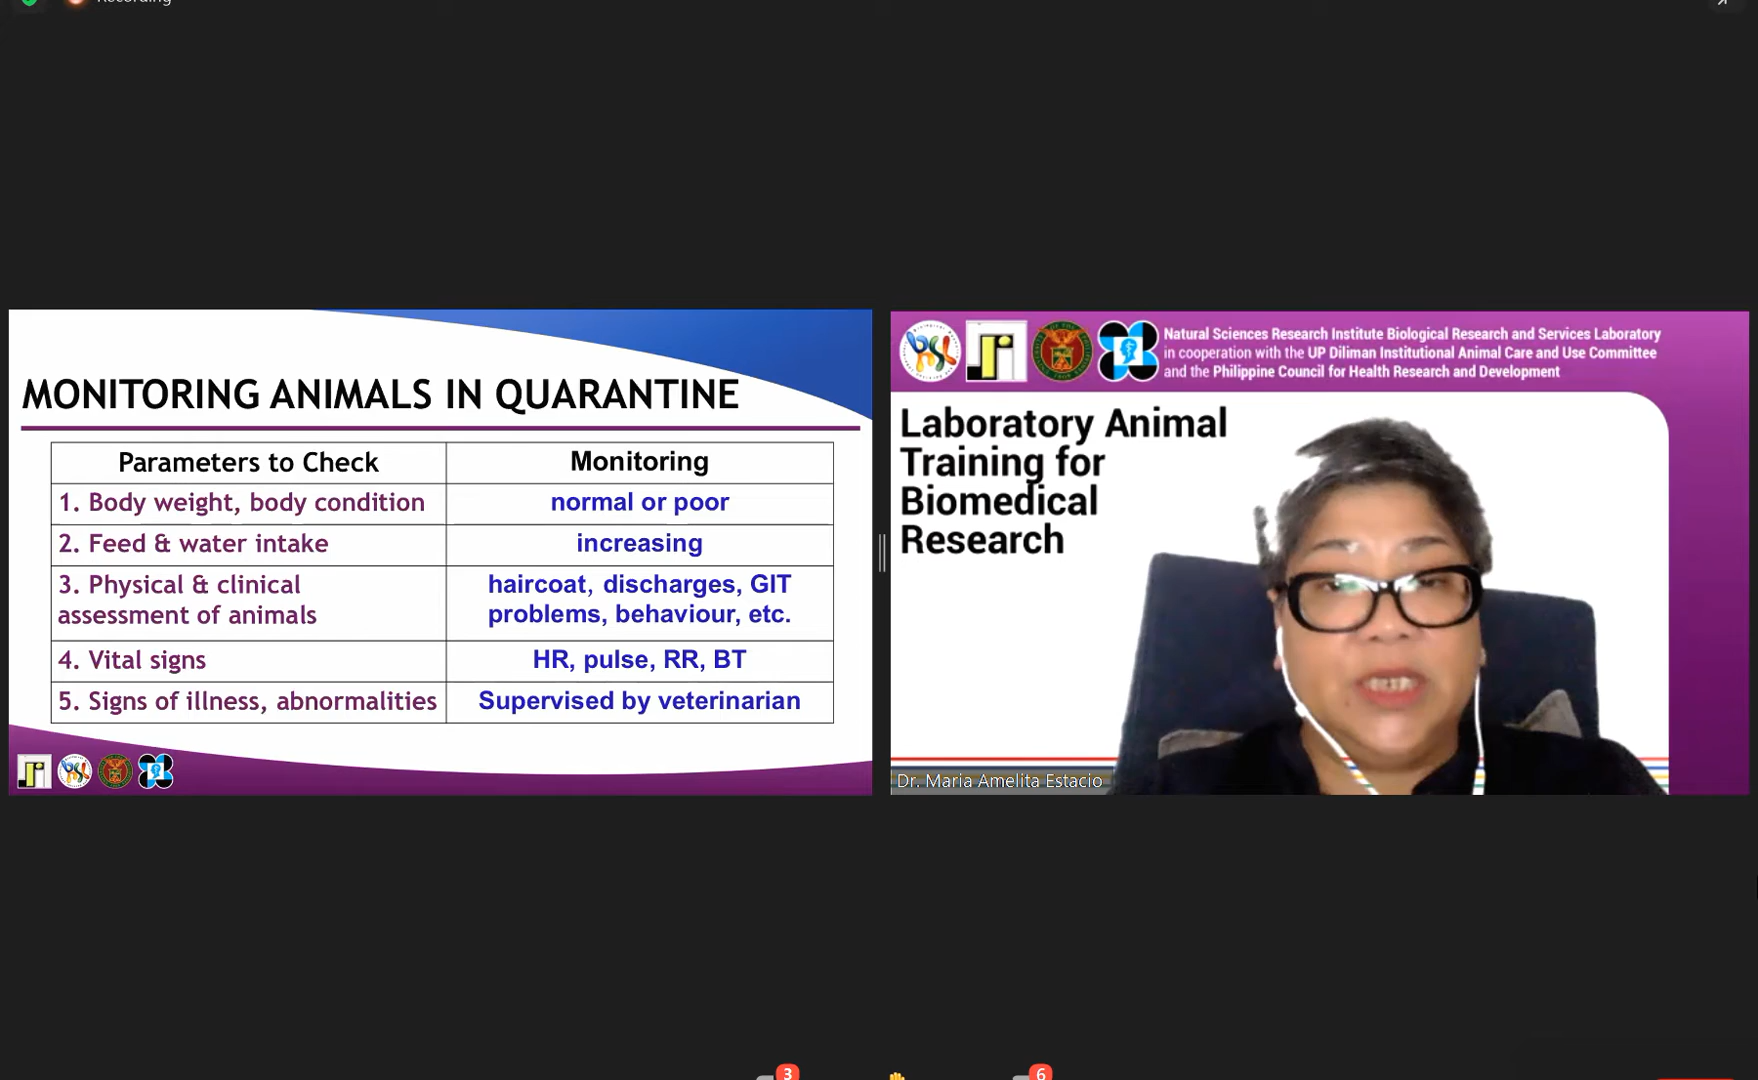 Recording
MONITORING ANIMALS IN QUARANTINE
Parameters to Check
Monitoring
1. Body weight, body condition
normal or poor
2. Feed & water intake
increasing
3. Physical & clinical
assessment of animals
haircoat, discharges, GIT
problems, behaviour, etc.
4. Vital signs
HR, pulse, RR, BT
5. Signs of illness, abnormalities
Supervised by veterinarian
Natural Sciences Research Institute Biological Research and Services Laboratory
in cooperation with the UP Diliman Institutional Animal Care and Use Committee
and the Philippine Council for Health Research and Development
Laboratory Animal
Training for
Biomedical
Research
Dr. Maria Amelita Estacio
3
6